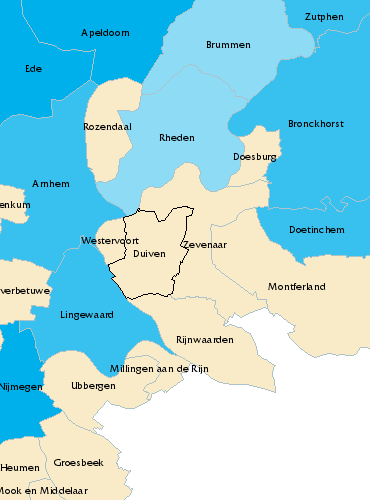 Zutphen
Apeldoorn
Brummen
Ede
Bronckhorst
Rozendaal
Rheden
Doesburg
Arnhem
enkum
Doetinchem
Westervoort
Zevenaar
Duiven
verbetuwe
Montferland
Lingewaard
Rijnwaarden
Millingen aan de Rijn
Nijmegen
Ubbergen
Groesbeek
Heumen
Mook en Middelaar